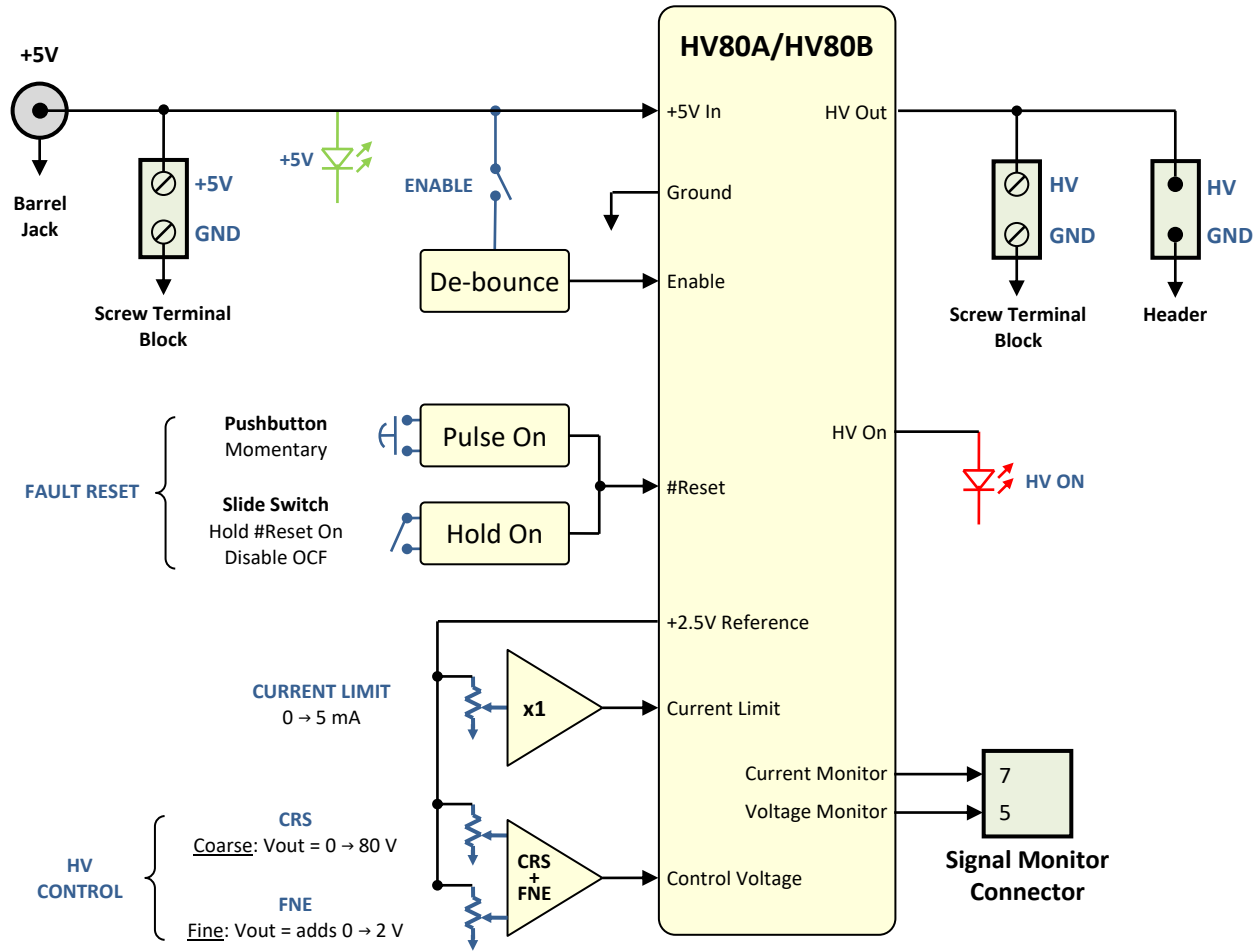 HV80A/HV80B
+5V
+5V In
HV Out
+5V
+5V
HV
HV
ENABLE
Ground
Barrel
Jack
GND
GND
GND
De-bounce
Enable
Screw Terminal
Block
Screw Terminal
Block
Header
Pushbutton
Momentary
Pulse On
HV On
FAULT RESET
#Reset
HV ON
Slide Switch
Hold #Reset On
Disable OCF
Hold On
+2.5V Reference
CURRENT LIMIT
0 → 5 mA
x1
Current Limit
Current Monitor
7
Voltage Monitor
5
CRS
Coarse: Vout = 0 → 80 V
HV
CONTROL
CRS
+
FNE
Control Voltage
Signal Monitor
Connector
FNE
Fine: Vout = adds 0 → 2 V